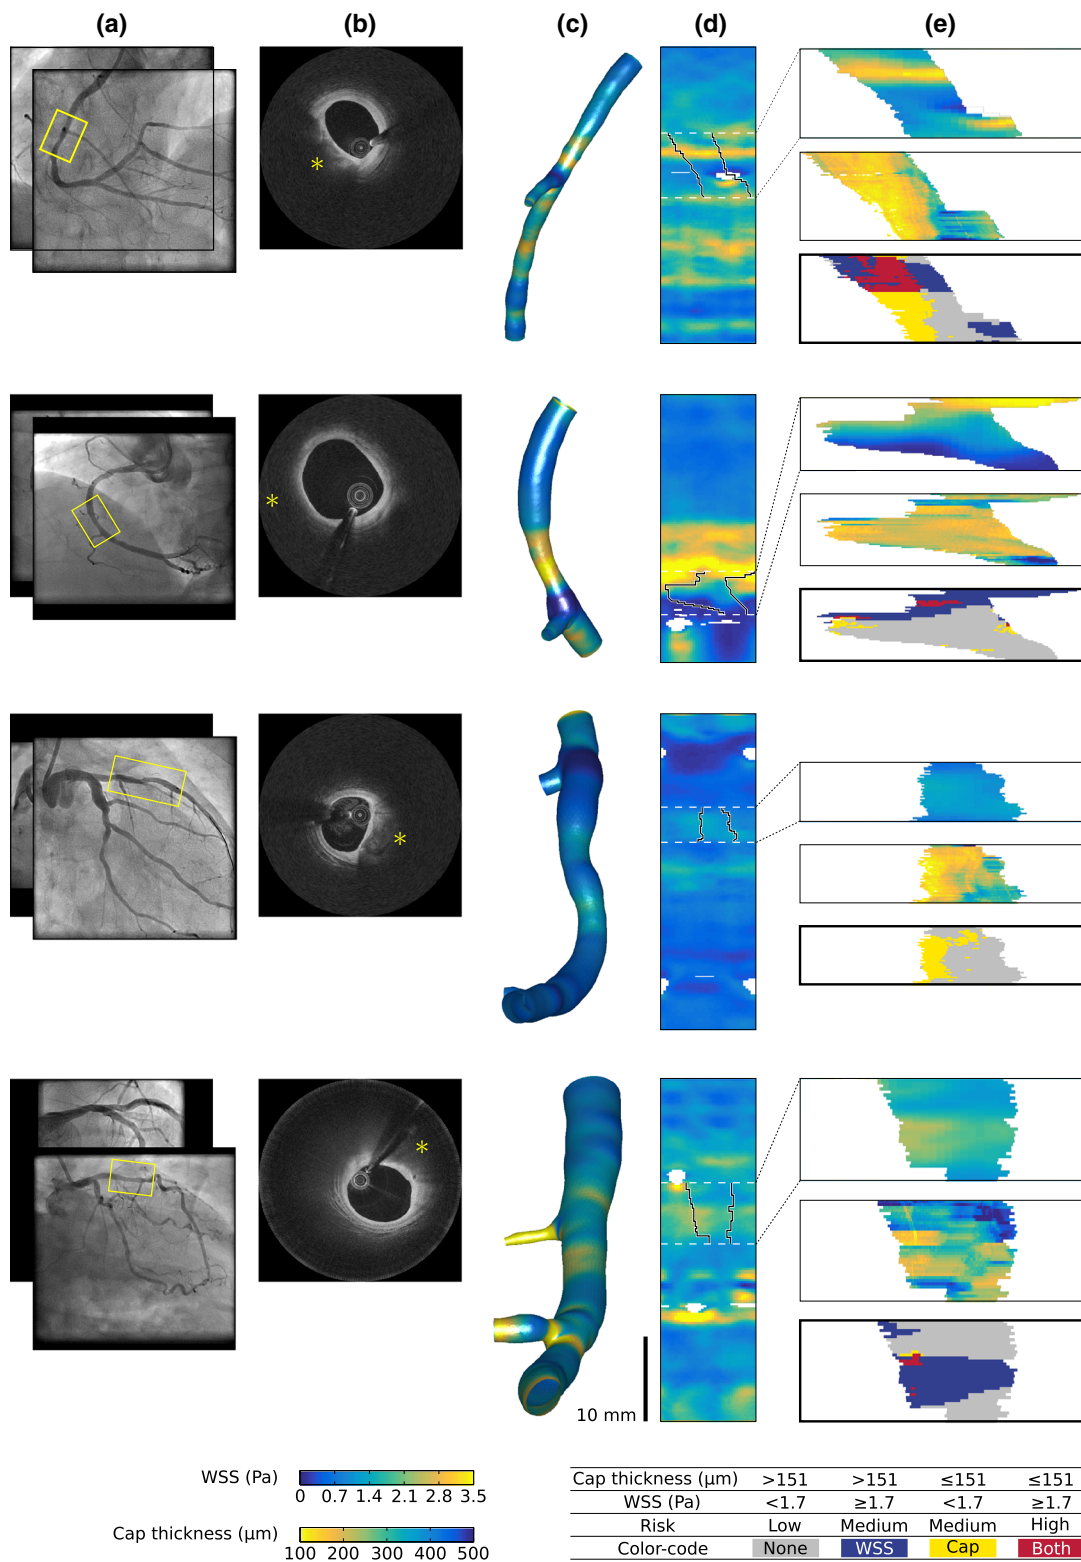 (a) (b) (c) (d) (e)
*
*
*
*
10 mm
WSS (Pa)
0 0.7 1.4 2.1 2.8 3.5
Cap thickness (μm)
100 200 300 400 500
Cap thickness (μm) >151 >151 ≤151 ≤151
WSS (Pa) <1.7 ≥1.7 <1.7 ≥1.7
Risk Low Medium Medium High
Color-code None WSS Cap Both